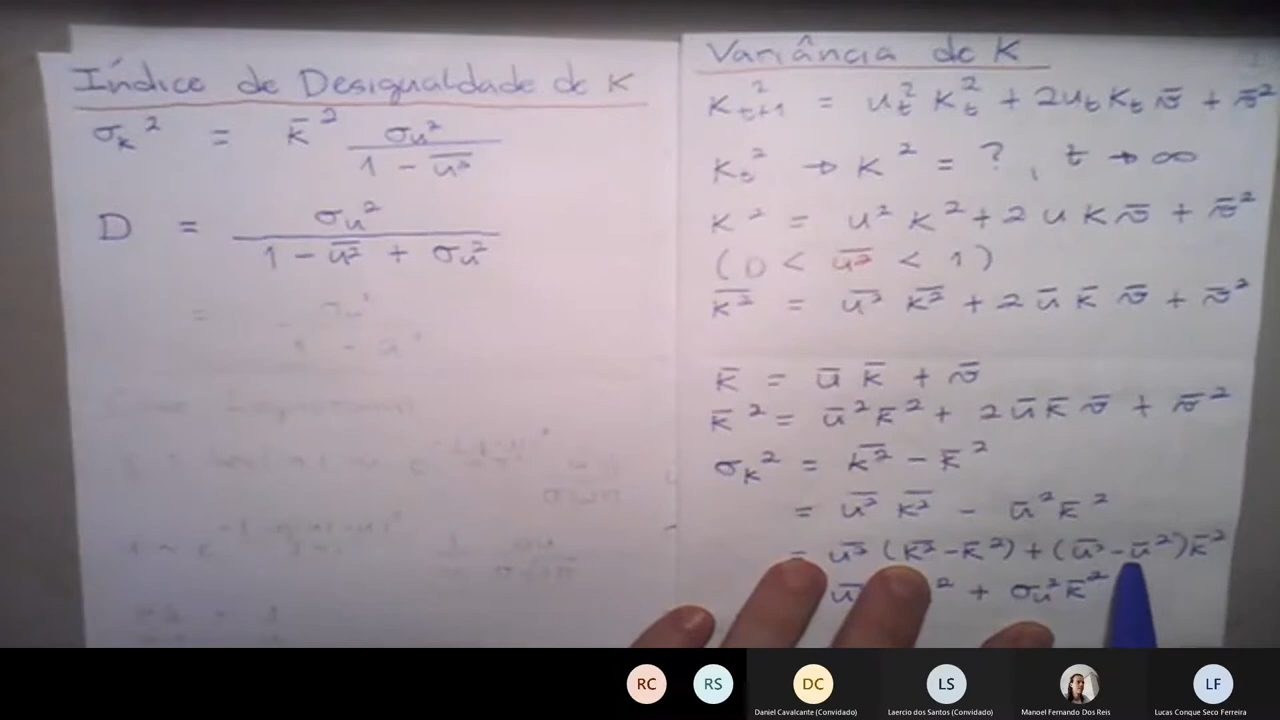 Índice de Desigualdade de K
σ_k² = k̄² σ_u² / (1 - \overline{u²})
D = σ_u² / (1 - \overline{u²} + σ_u²)
Variância de K
K_{t+1}² = u_t² K_t² + 2u_t K_t v̄ + v̄²
K_t² → K² = ?, t → ∞
K² = u² K² + 2 u K v̄ + v̄²
(0 < \overline{u²} < 1)
\overline{k²} = \overline{u²} \overline{k²} + 2 ū k̄ v̄ + v̄²
k̄ = ū k̄ + v̄
k̄² = ū² k̄² + 2 ū k̄ v̄ + v̄²
σ_k² = \overline{k²} - k̄²
= \overline{u²} \overline{k²} - ū² k̄²
= \overline{u²} (\overline{k²} - k̄²) + (\overline{u²} - ū²) k̄²
² + σ_u² k̄²
RC
RS
DC
LS
LF
Daniel Cavalcante (Convidado)
Laercio dos Santos (Convidado)
Manoel Fernando Dos Reis
Lucas Conque Seco Ferreira